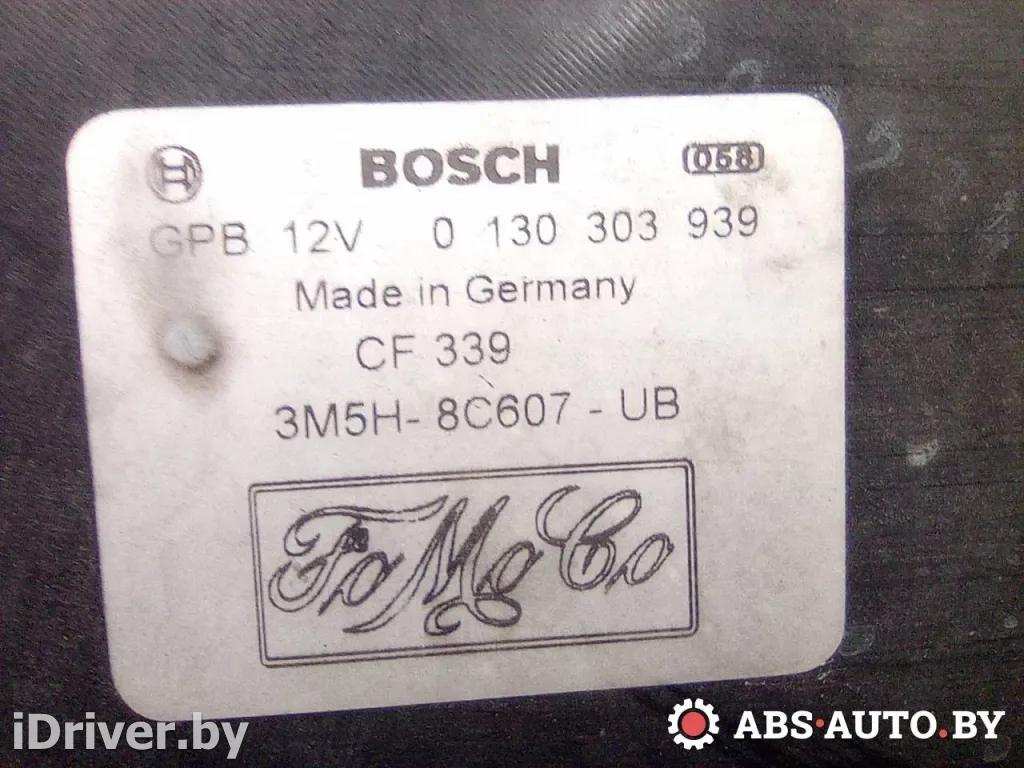 BOSCH 058
GPB 12V 0 130 303 939
Made in Germany
CF 339
3M5H- 8C607 - UB
FoMoCo
iDriver.by
ABS·AUTO.BY